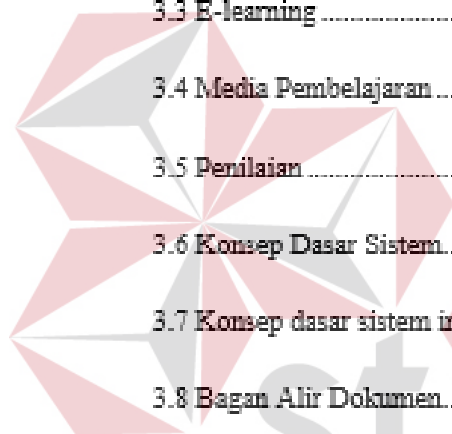 3.3 E-learning ....................
3.4 Media Pembelajaran ...
3.5 Penilaian ......................
3.6 Konsep Dasar Sistem..
3.7 Konsep dasar sistem
3.8 Bagan Alir Dokumen..
st